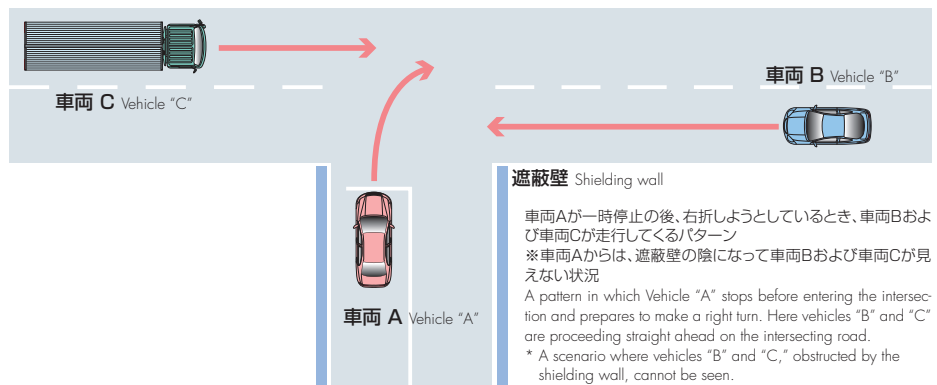 車両 C Vehicle “C”
車両 B Vehicle “B”
遮蔽壁 Shielding wall
車両 A Vehicle “A”
車両Aが一時停止の後、右折しようとしているとき、車両Bおよ
び車両Cが走行してくるパターン
※車両Aからは、遮蔽壁の陰になって車両Bおよび車両Cが見
えない状況
A pattern in which Vehicle “A” stops before entering the intersec-
tion and prepares to make a right turn. Here vehicles “B” and “C”
are proceeding straight ahead on the intersecting road.
* A scenario where vehicles “B” and “C,” obstructed by the
shielding wall, cannot be seen.